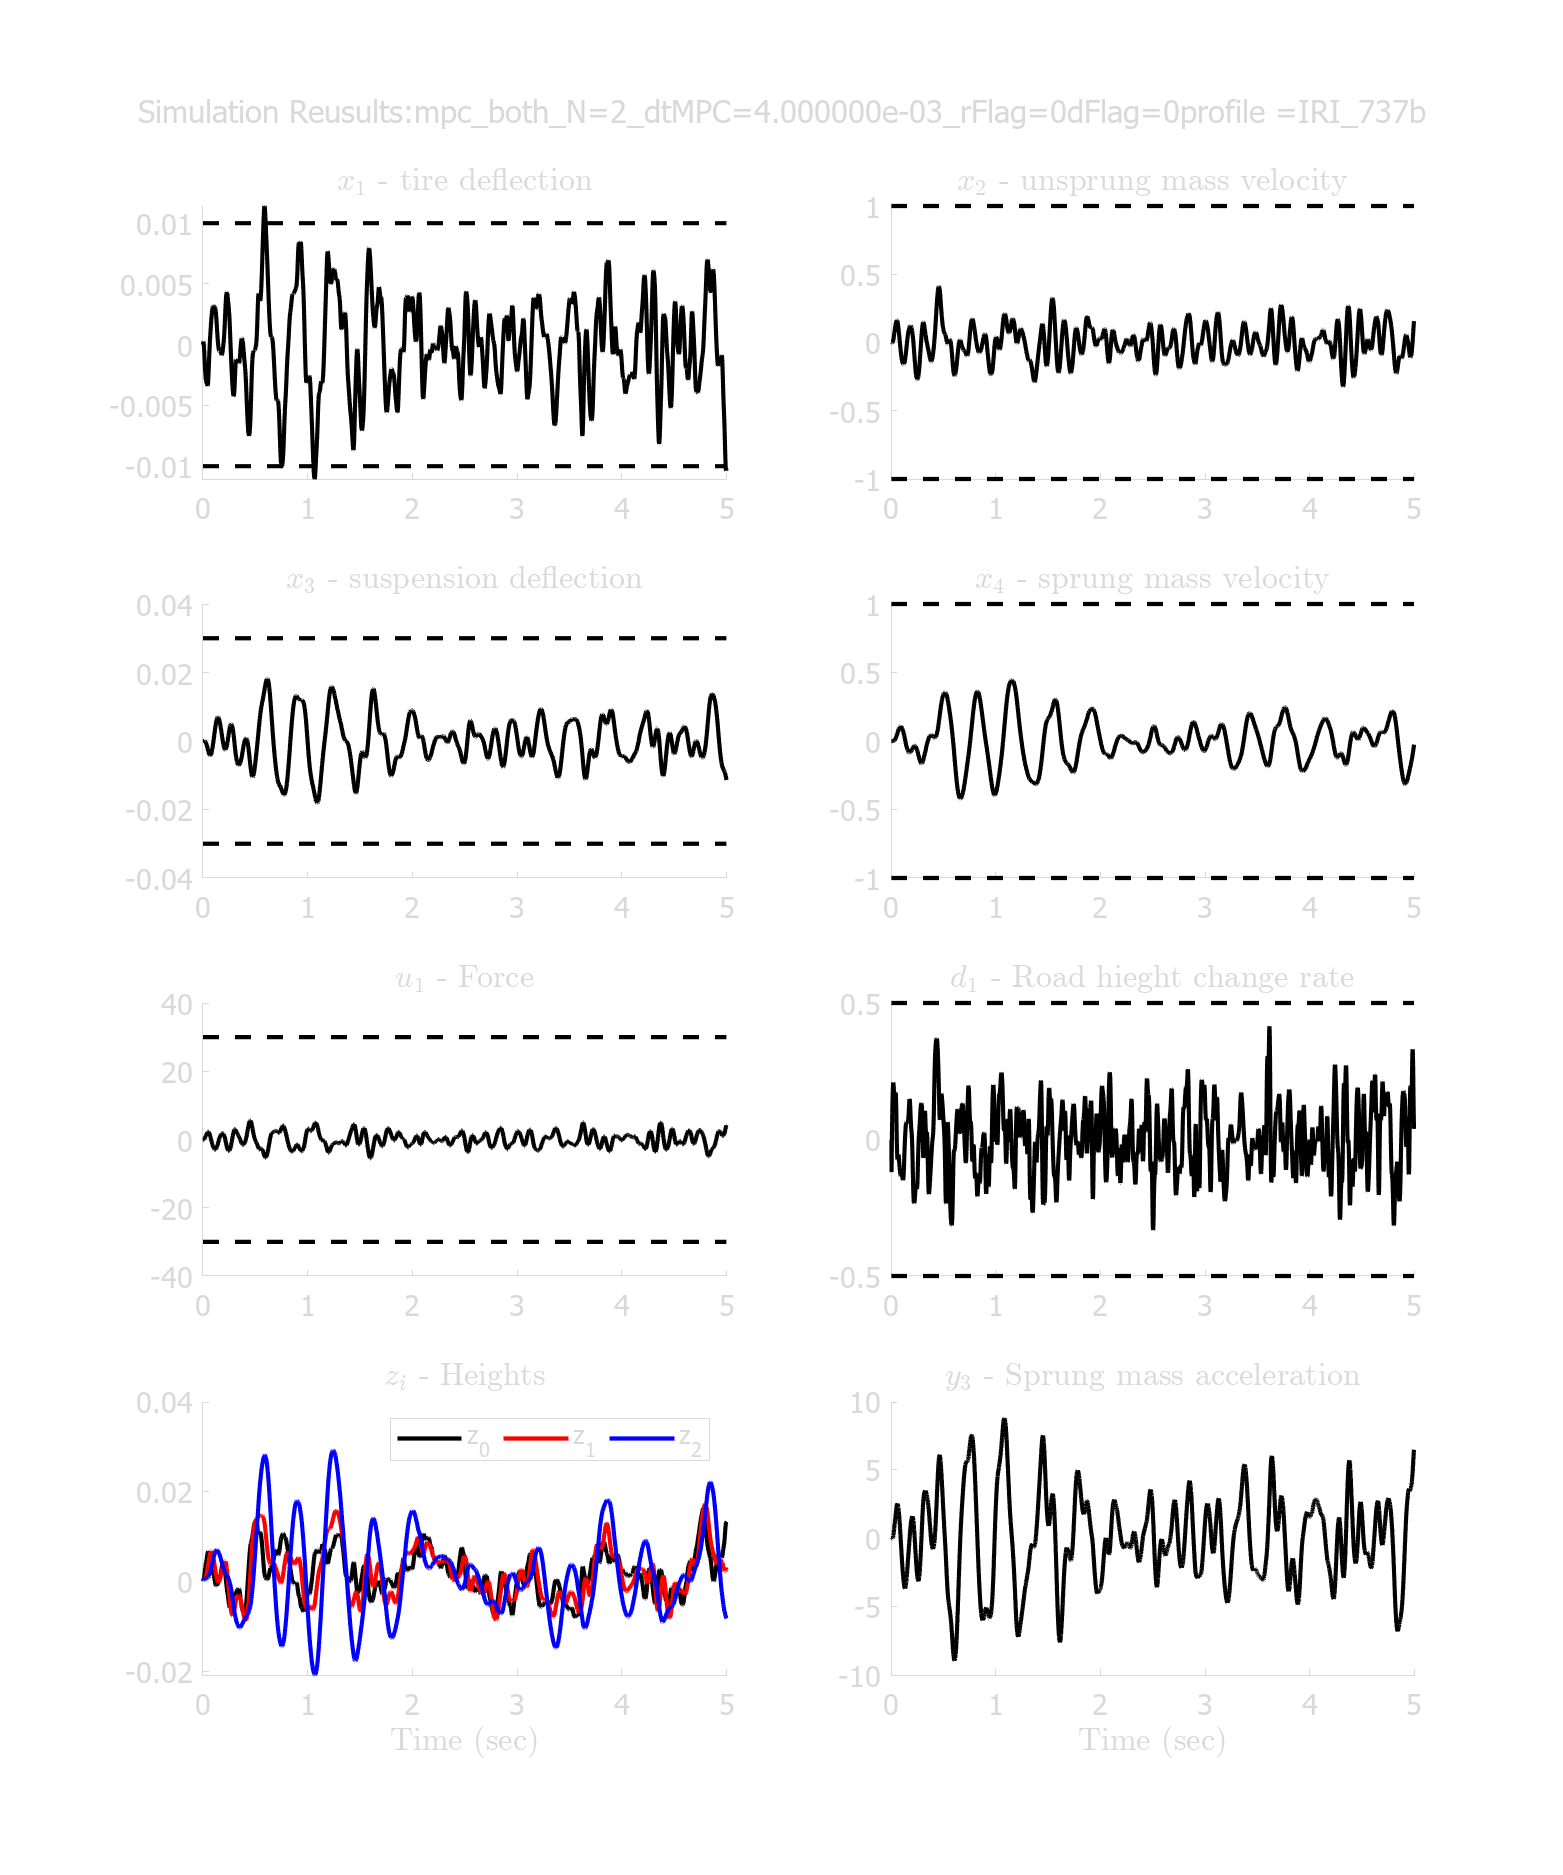 Simulation Reusults:mpc_both_N=2_dtMPC=4.000000e-03_rFlag=0dFlag=0profile =IRI_737b
x₁ - tire deflection
0.01
0.005
0
-0.005
-0.01
0 1 2 3 4 5
x₂ - unsprung mass velocity
1
0.5
0
-0.5
-1
0 1 2 3 4 5
x₃ - suspension deflection
0.04
0.02
0
-0.02
-0.04
0 1 2 3 4 5
x₄ - sprung mass velocity
1
0.5
0
-0.5
-1
0 1 2 3 4 5
u₁ - Force
40
20
0
-20
-40
0 1 2 3 4 5
d₁ - Road hieght change rate
0.5
0
-0.5
0 1 2 3 4 5
zᵢ - Heights
z₀ z₁ z₂
0.04
0.02
0
-0.02
0 1 2 3 4 5
Time (sec)
y₃ - Sprung mass acceleration
10
5
0
-5
-10
0 1 2 3 4 5
Time (sec)